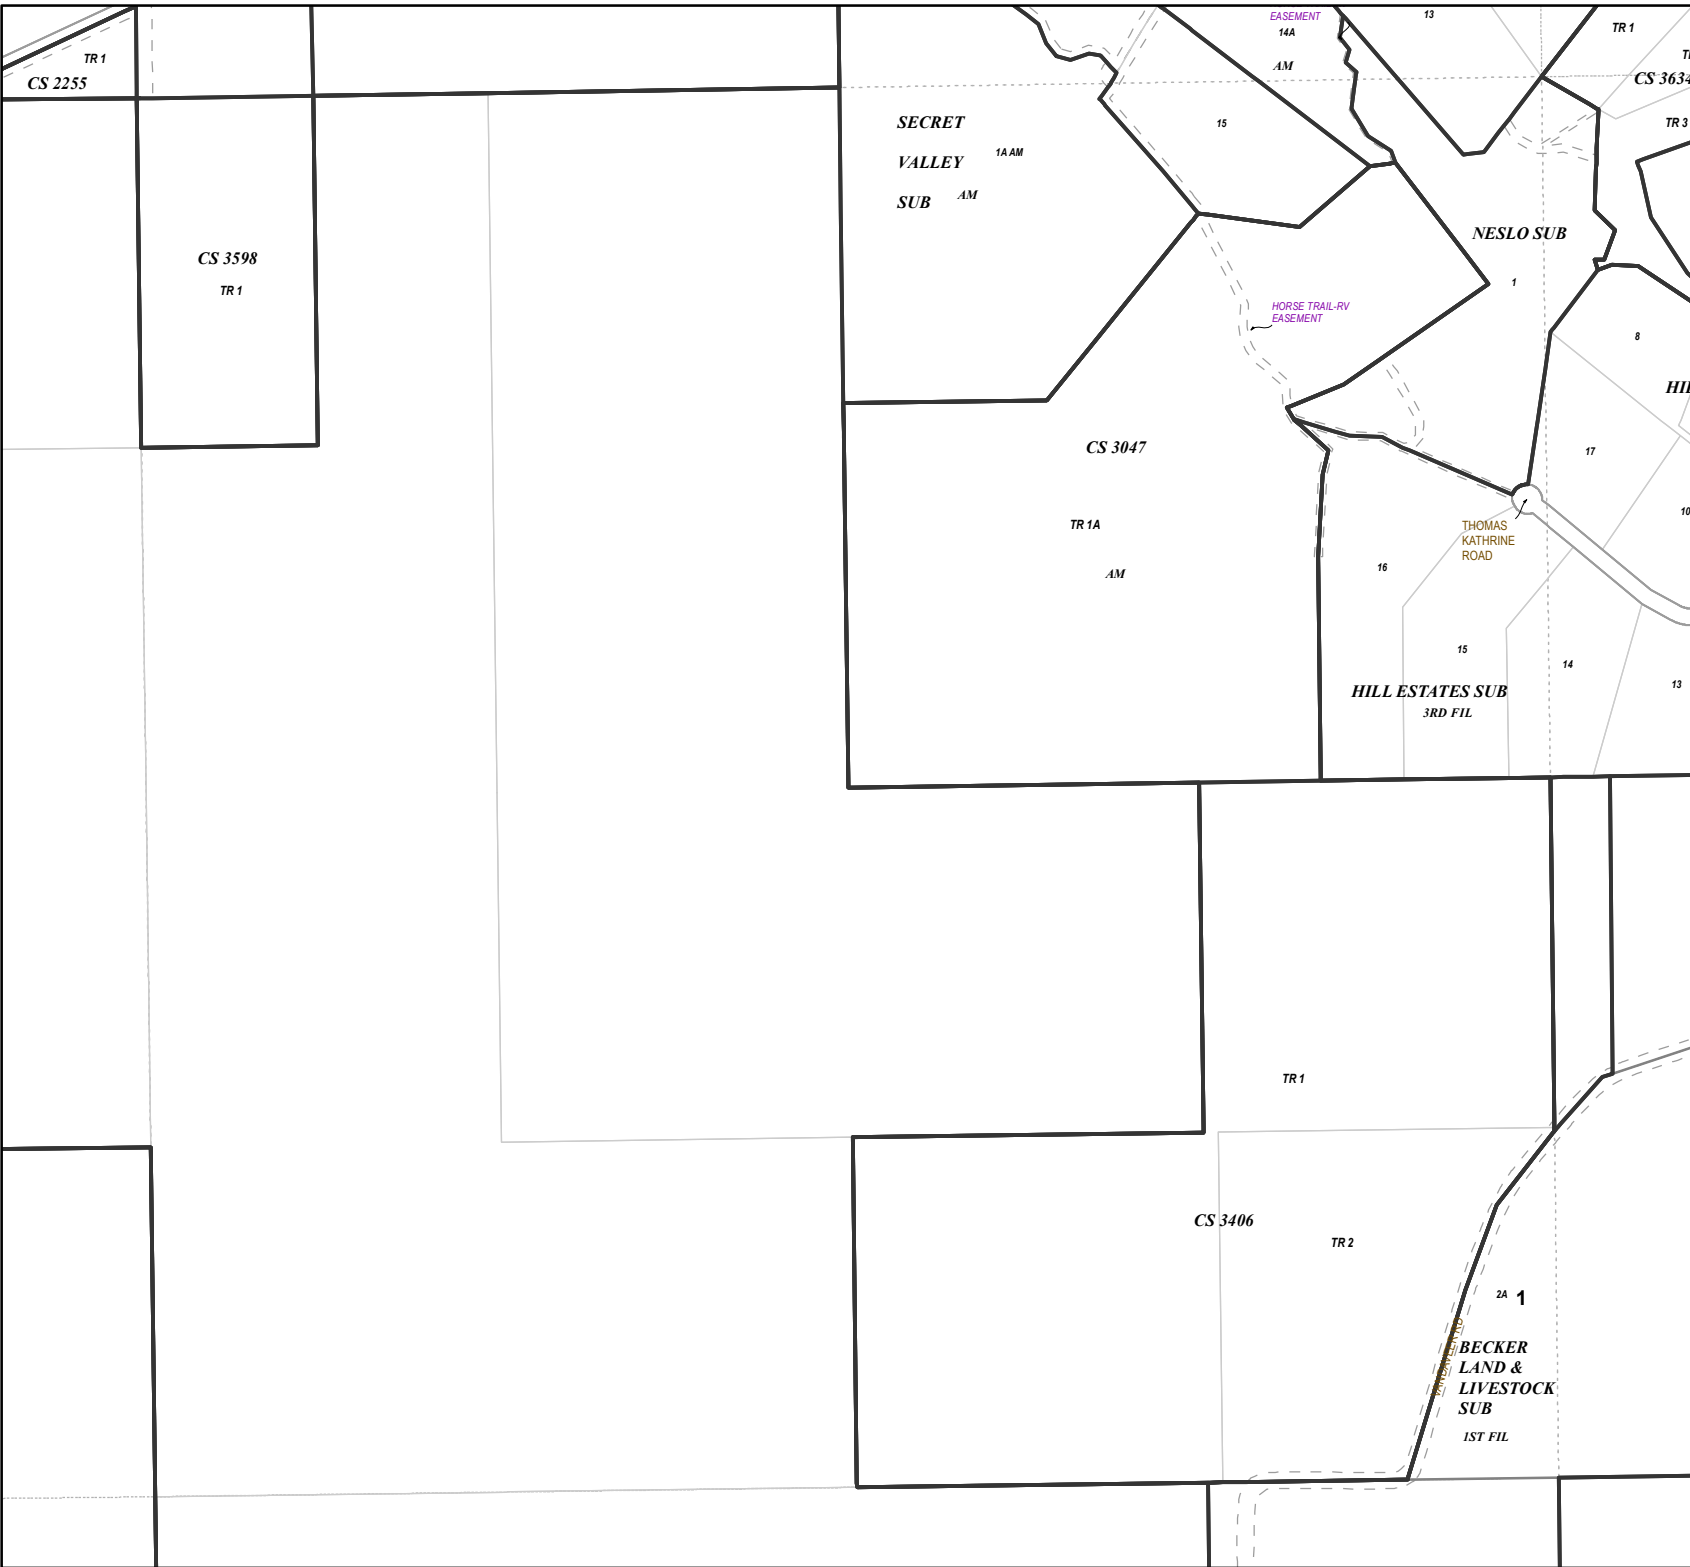 EASEMENT
14A
AM
13
TR 1
CS 3634
TR 3
TR 1
CS 2255
SECRET
VALLEY
SUB
1A AM
AM
15
NESLO SUB
1
CS 3598
TR 1
HORSE TRAIL-RV
EASEMENT
8
17
10
CS 3047
TR 1A
AM
THOMAS
KATHRINE
ROAD
16
15
14
13
HILL ESTATES SUB
3RD FIL
TR 1
CS 3406
TR 2
2A 1
VANDAVEER RD
BECKER
LAND &
LIVESTOCK
SUB
1ST FIL